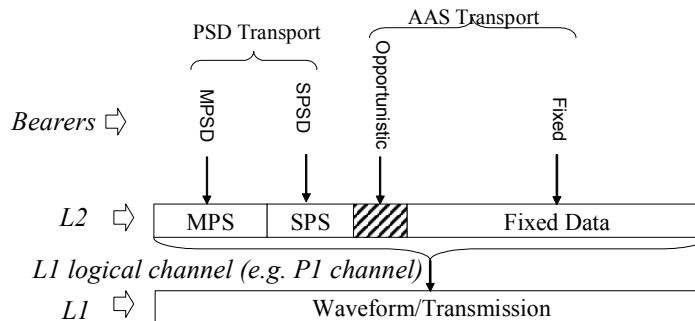 PSD Transport
AAS Transport
Bearers
MPSD
SPSD
Opportunistic
Fixed
L2
MPS
SPS
Fixed Data
L1 logical channel (e.g. P1 channel)
L1
Waveform/Transmission